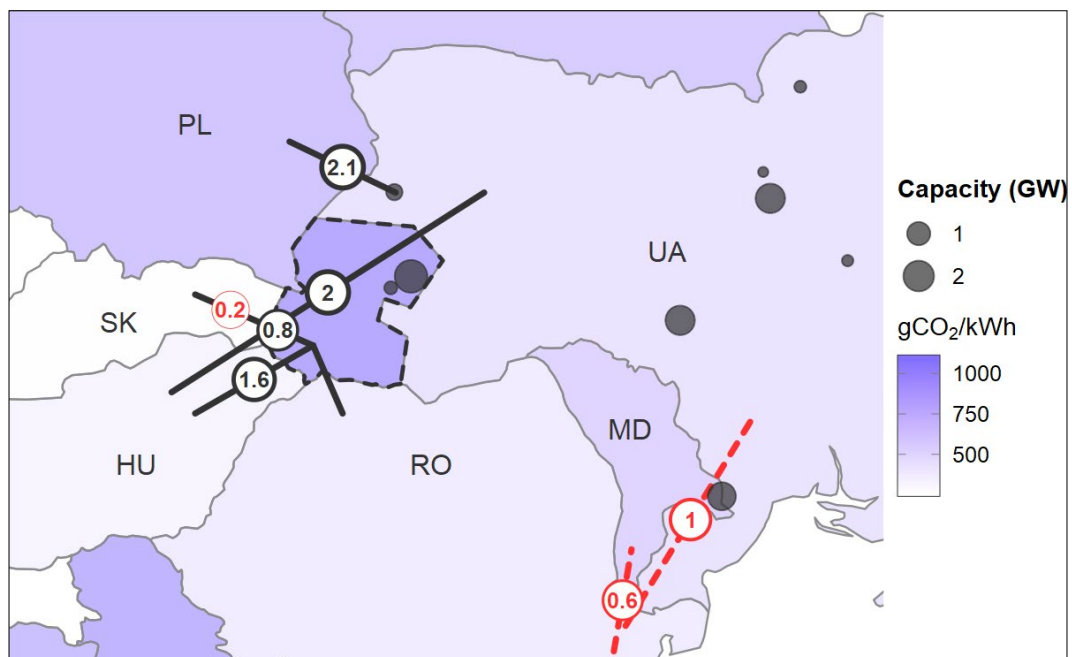 PL
2.1
UA
2
0.2
SK
0.8
1.6
MD
HU
RO
1
0.6
Capacity (GW)
1
2
gCO₂/kWh
1000
750
500